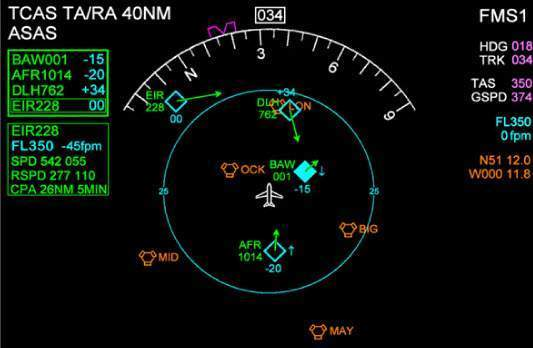 TCAS TA/RA 40NM
ASAS
034
FMS1
HDG 018
TRK 034
TAS 350
GSPD 374
FL350
0 fpm
N51 12.0
W000 11.8
BAW001 -15
AFR1014 -20
DLH762 +34
EIR228 00
EIR228
FL350 -45fpm
SPD 542 055
RSPD 277 110
CPA 26NM 5MIN
N
3
6
9
EIR
228
00
+34
DLH
762
LON
OCK
BAW
001
-15
25
25
BIG
AFR
1014
-20
MID
MAY